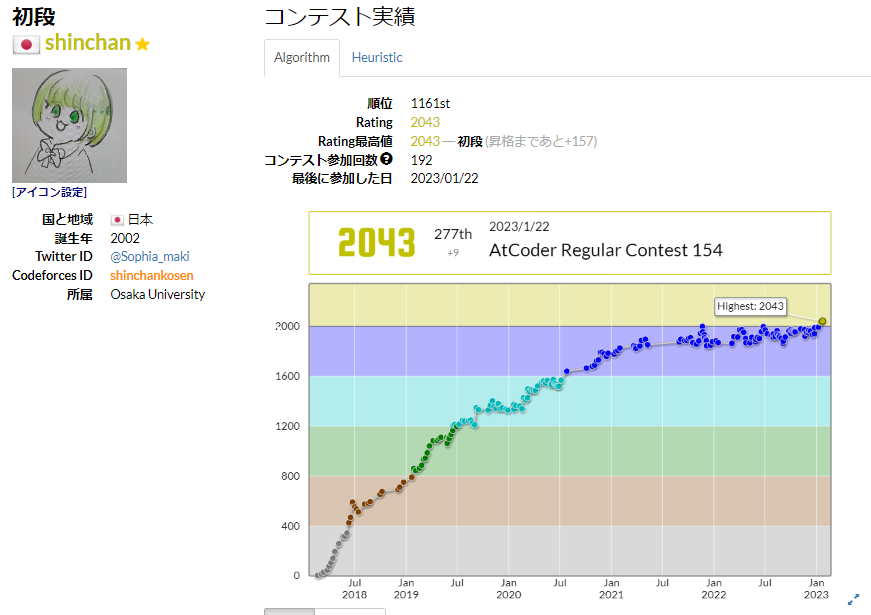 初段
shinchan
[アイコン設定]
国と地域 日本
誕生年 2002
Twitter ID @Sophia_maki
Codeforces ID shinchankosen
所属 Osaka University
コンテスト実績
Algorithm Heuristic
順位 1161st
Rating 2043
Rating最高値 2043 ― 初段 (昇格まであと+157)
コンテスト参加回数 ? 192
最後に参加した日 2023/01/22
2043 277th +9 2023/1/22
AtCoder Regular Contest 154
Highest: 2043
2000
1600
1200
800
400
0
Jul Jan Jul Jan Jul Jan Jul Jan Jul Jan
2018 2019 2020 2021 2022 2023